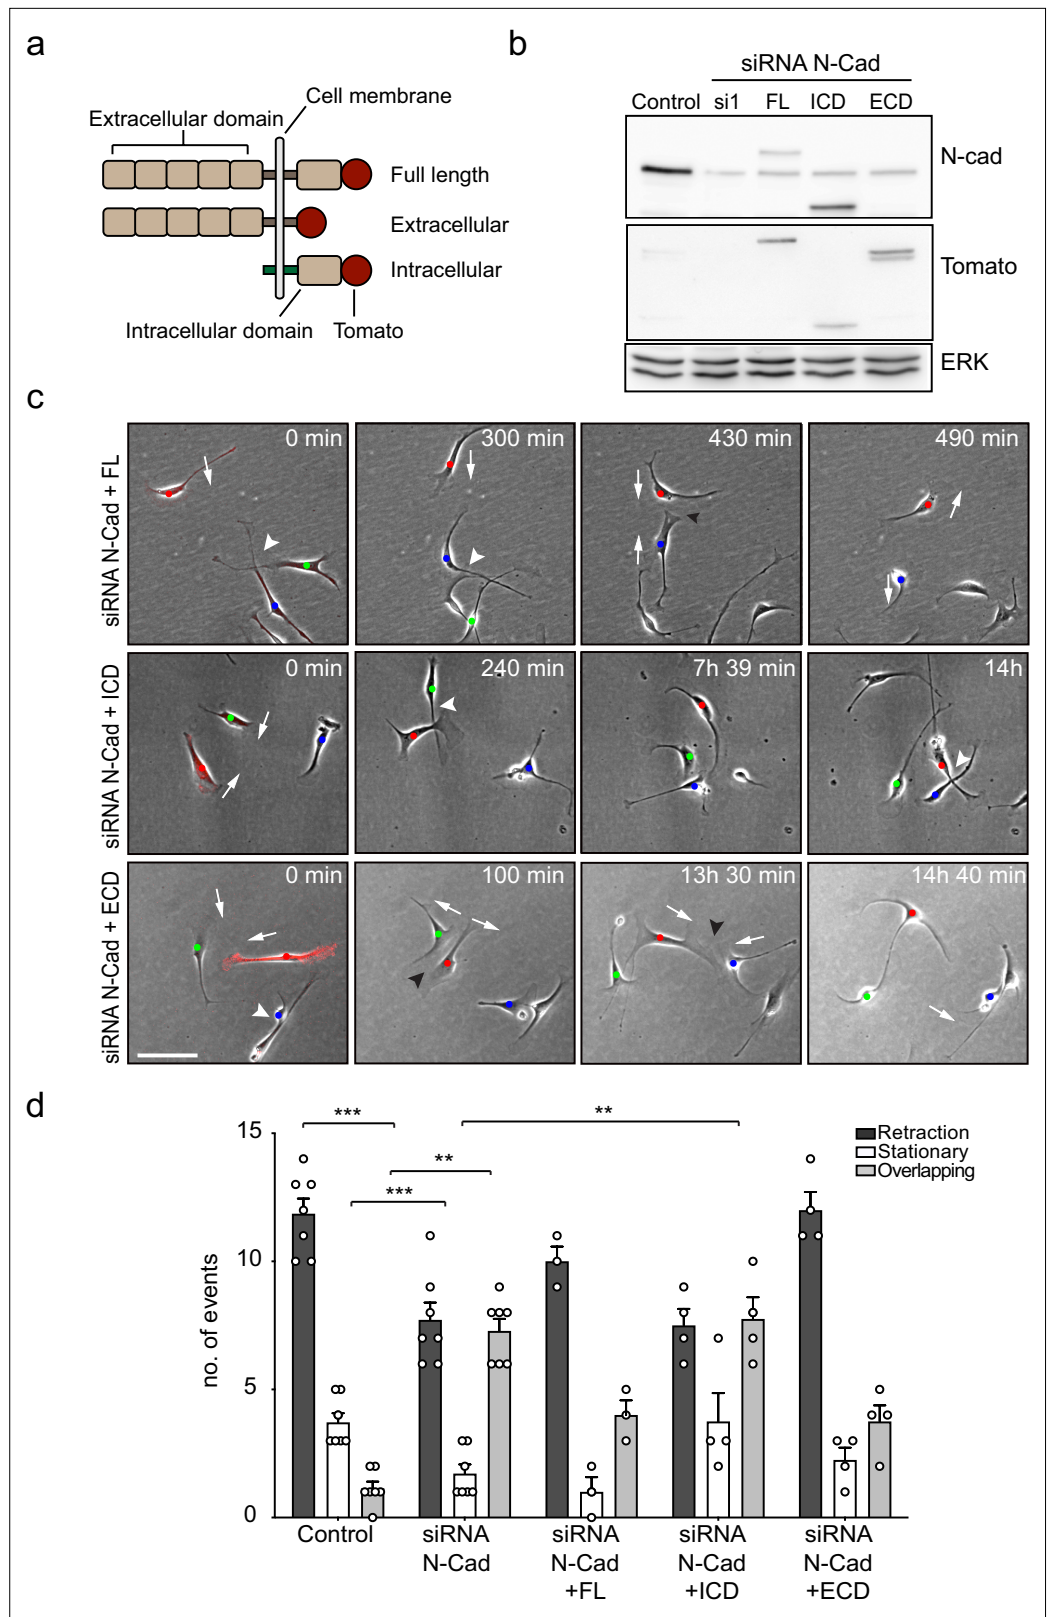 a
Cell membrane
Extracellular domain
Full length
Extracellular
Intracellular
Intracellular domain
Tomato
b
siRNA N-Cad
Control si1 FL ICD ECD
N-cad
Tomato
ERK
c
siRNA N-Cad + FL
0 min
300 min
430 min
490 min
siRNA N-Cad + ICD
0 min
240 min
7h 39 min
14h
siRNA N-Cad + ECD
0 min
100 min
13h 30 min
14h 40 min
d
no. of events
15
10
5
0
***
**
**
***
Retraction
Stationary
Overlapping
Control
siRNA
N-Cad
siRNA
N-Cad
+FL
siRNA
N-Cad
+ICD
siRNA
N-Cad
+ECD